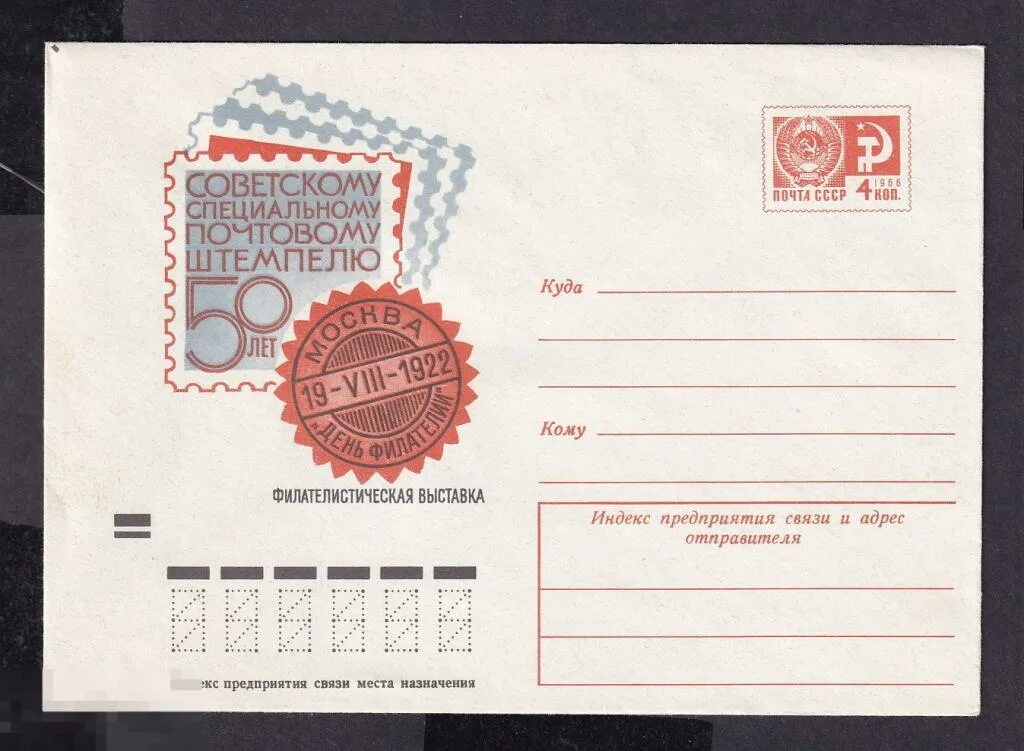 СОВЕТСКОМУ
СПЕЦИАЛЬНОМУ
ПОЧТОВОМУ
ШТЕМПЕЛЮ
50
ЛЕТ
МОСКВА
19-VIII-1922
„ДЕНЬ ФИЛАТЕЛИИ"
ФИЛАТЕЛИСТИЧЕСКАЯ ВЫСТАВКА
1966
ПОЧТА СССР 4 КОП.
Куда
Кому
Индекс предприятия связи и адрес
отправителя
предприятия связи места назначения